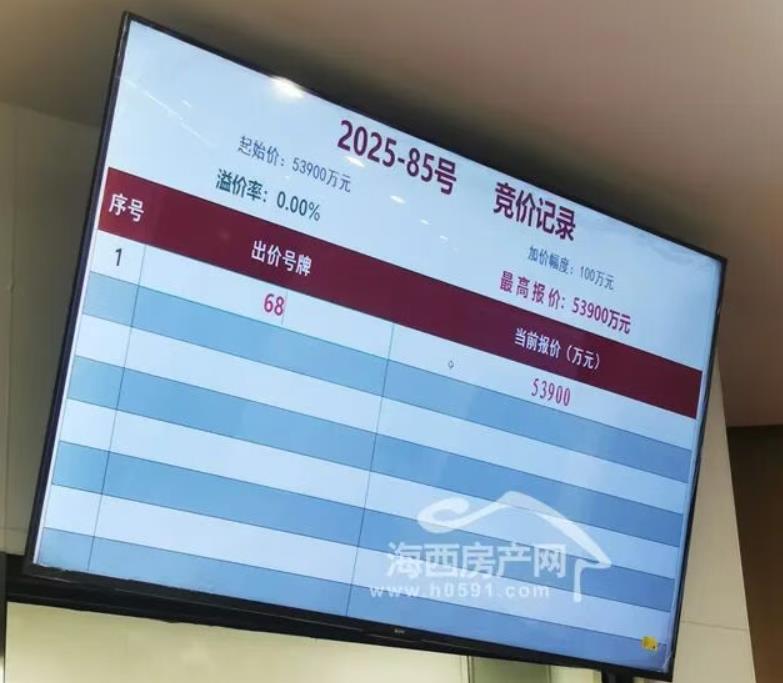 2025-85号 竞价记录
起始价：53900万元
加价幅度：100万元
溢价率：0.00%
最高报价：53900万元
序号 出价号牌 当前报价（万元）
1 68 53900
海西房产网
www.h0591.com